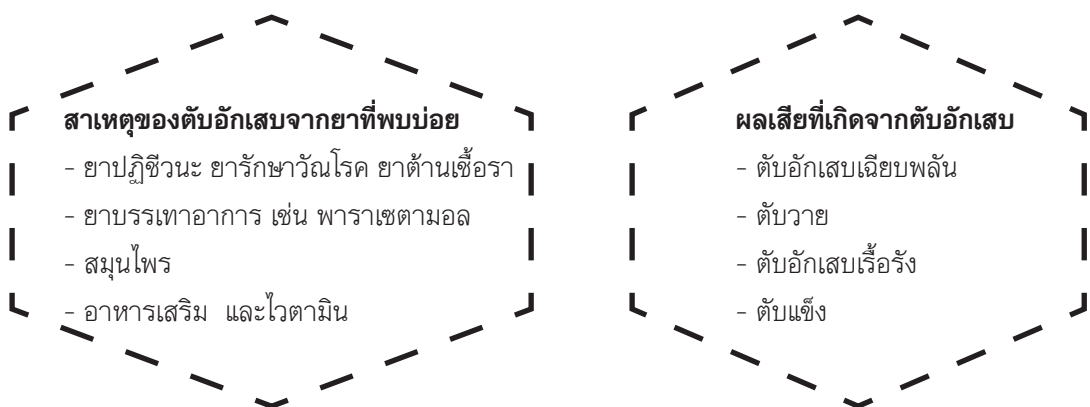 สาเหตุของตับอักเสบจากยาที่พบบ่อย
- ยาปฏิชีวนะ ยารักษาวัณโรค ยาต้านเชื้อรา
- ยาบรรเทาอาการ เช่น พาราเซตามอล
- สมุนไพร
- อาหารเสริม และไวตามิน
ผลเสียที่เกิดจากตับอักเสบ
- ตับอักเสบเฉียบพลัน
- ตับวาย
- ตับอักเสบเรื้อรัง
- ตับแข็ง